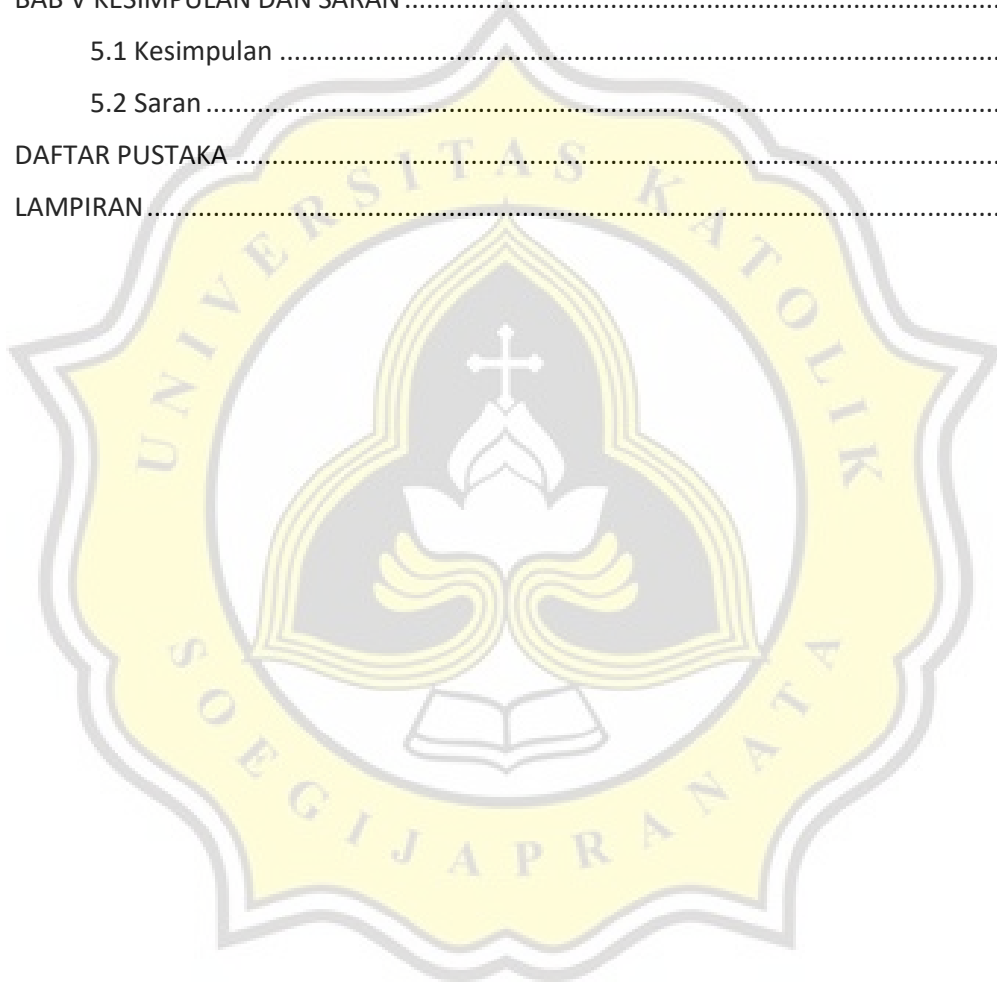 BAB V KESIMPULAN DAN SARAN ........................................................................................
5.1 Kesimpulan ........................................................................................................
5.2 Saran ..................................................................................................................
DAFTAR PUSTAKA ................................................................................................................
LAMPIRAN ............................................................................................................................
UNIVERSITAS KATOLIK
SOEGIJAPRANATA